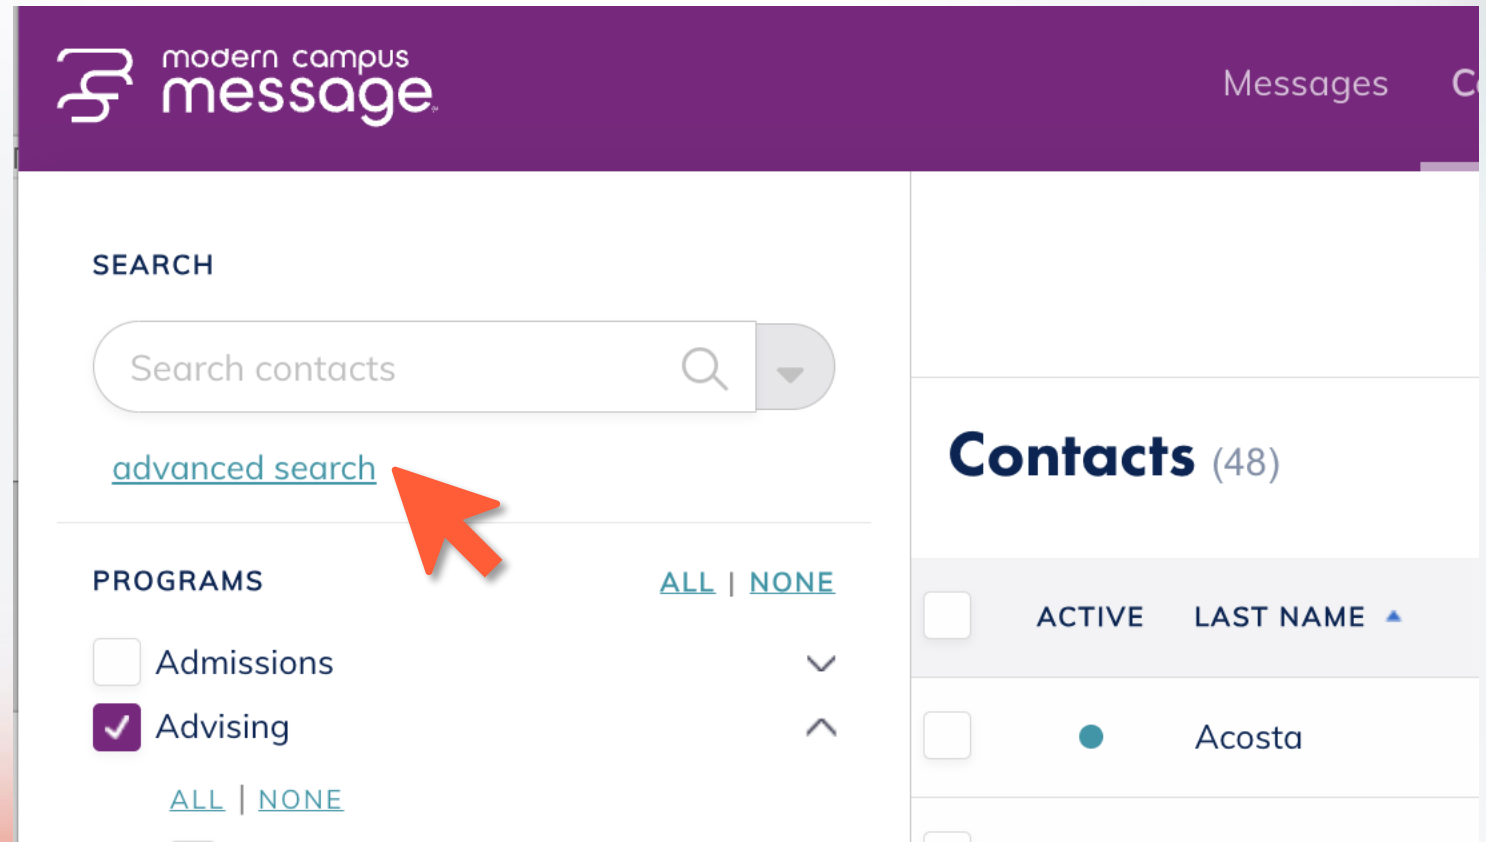 modern campus
message
Messages
SEARCH
Search contacts
advanced search
Contacts (48)
PROGRAMS
ALL | NONE
ACTIVE
LAST NAME
Admissions
Advising
Acosta
ALL | NONE